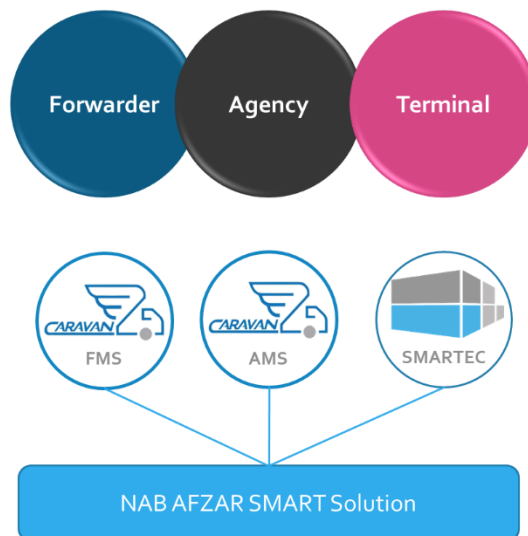 Forwarder
Agency
Terminal
CARAVAN
FMS
CARAVAN
AMS
SMARTEC
NAB AFZAR SMART Solution